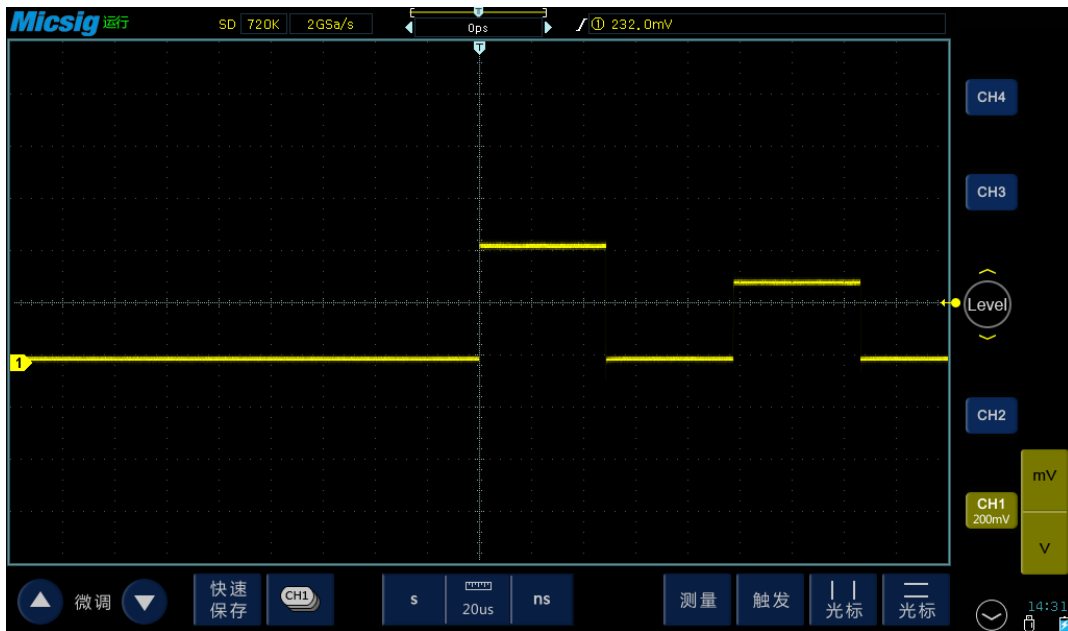 Micsig 运行 SD 720K 2GSa/s 0ps ① 232.0mV
T
T
CH4
CH3
Level
1
CH2
mV
CH1
200mV
V
微调
快速
保存
CH1
s
20us
ns
测量
触发
光标
光标
14:31